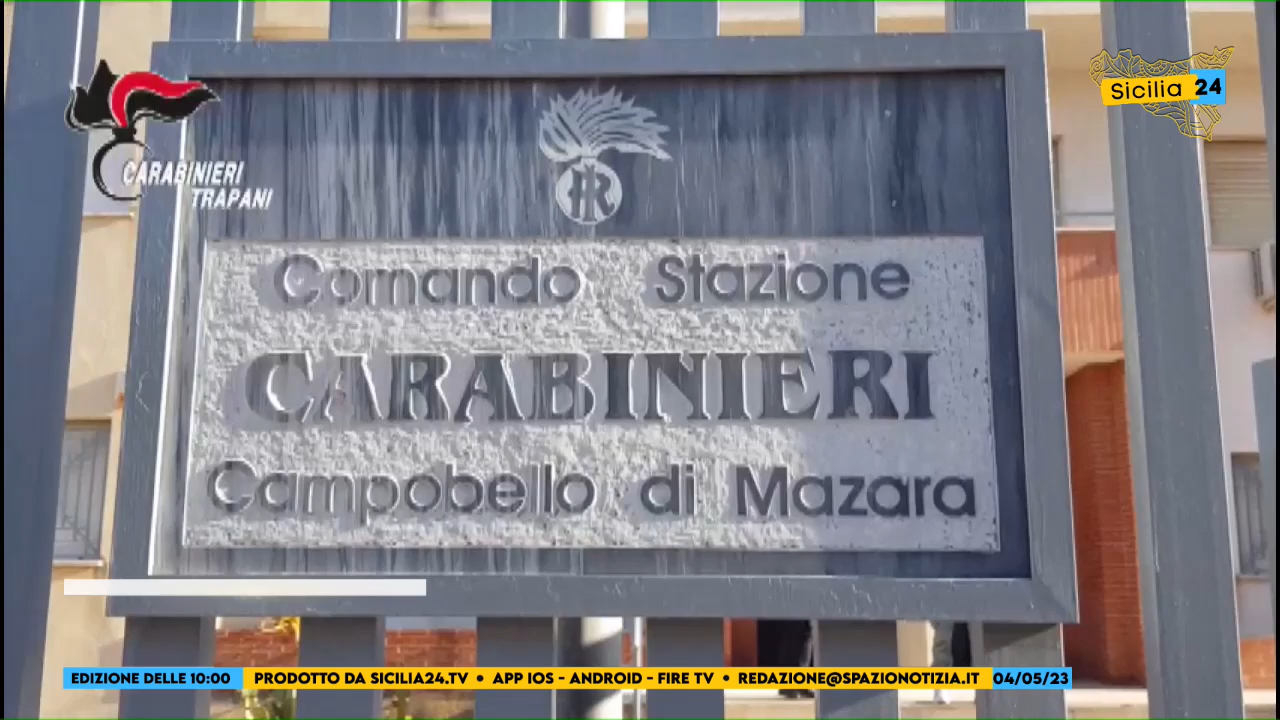 CARABINIERI
TRAPANI
Sicilia 24
R
Comando Stazione
CARABINIERI
Campobello di Mazara
EDIZIONE DELLE 10:00 PRODOTTO DA SICILIA24.TV • APP IOS - ANDROID - FIRE TV • REDAZIONE@SPAZIONOTIZIA.IT 04/05/23